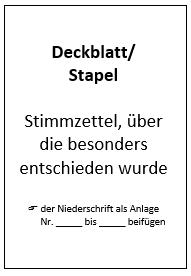 Deckblatt/
Stapel
Stimmzettel, über
die besonders
entschieden wurde
☞ der Niederschrift als Anlage
Nr. _____ bis _____ beifügen